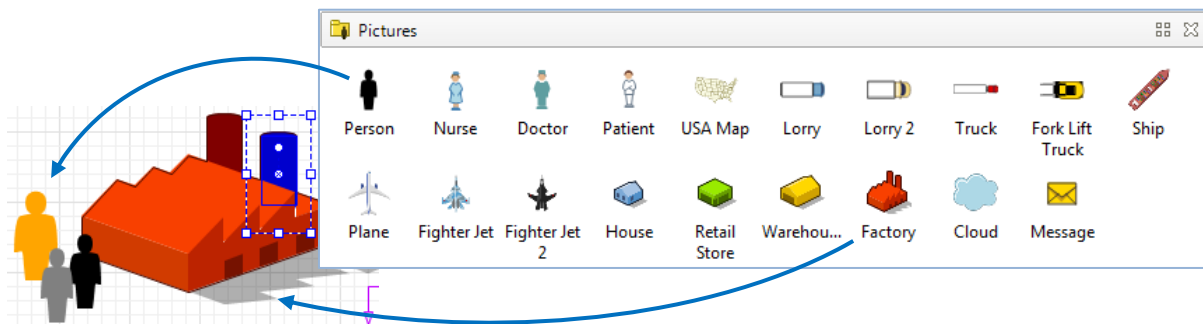 Pictures
Person
Nurse
Doctor
Patient
USA Map
Lorry
Lorry 2
Truck
Fork Lift
Truck
Ship
Plane
Fighter Jet
Fighter Jet
2
House
Retail
Store
Warehou...
Factory
Cloud
Message